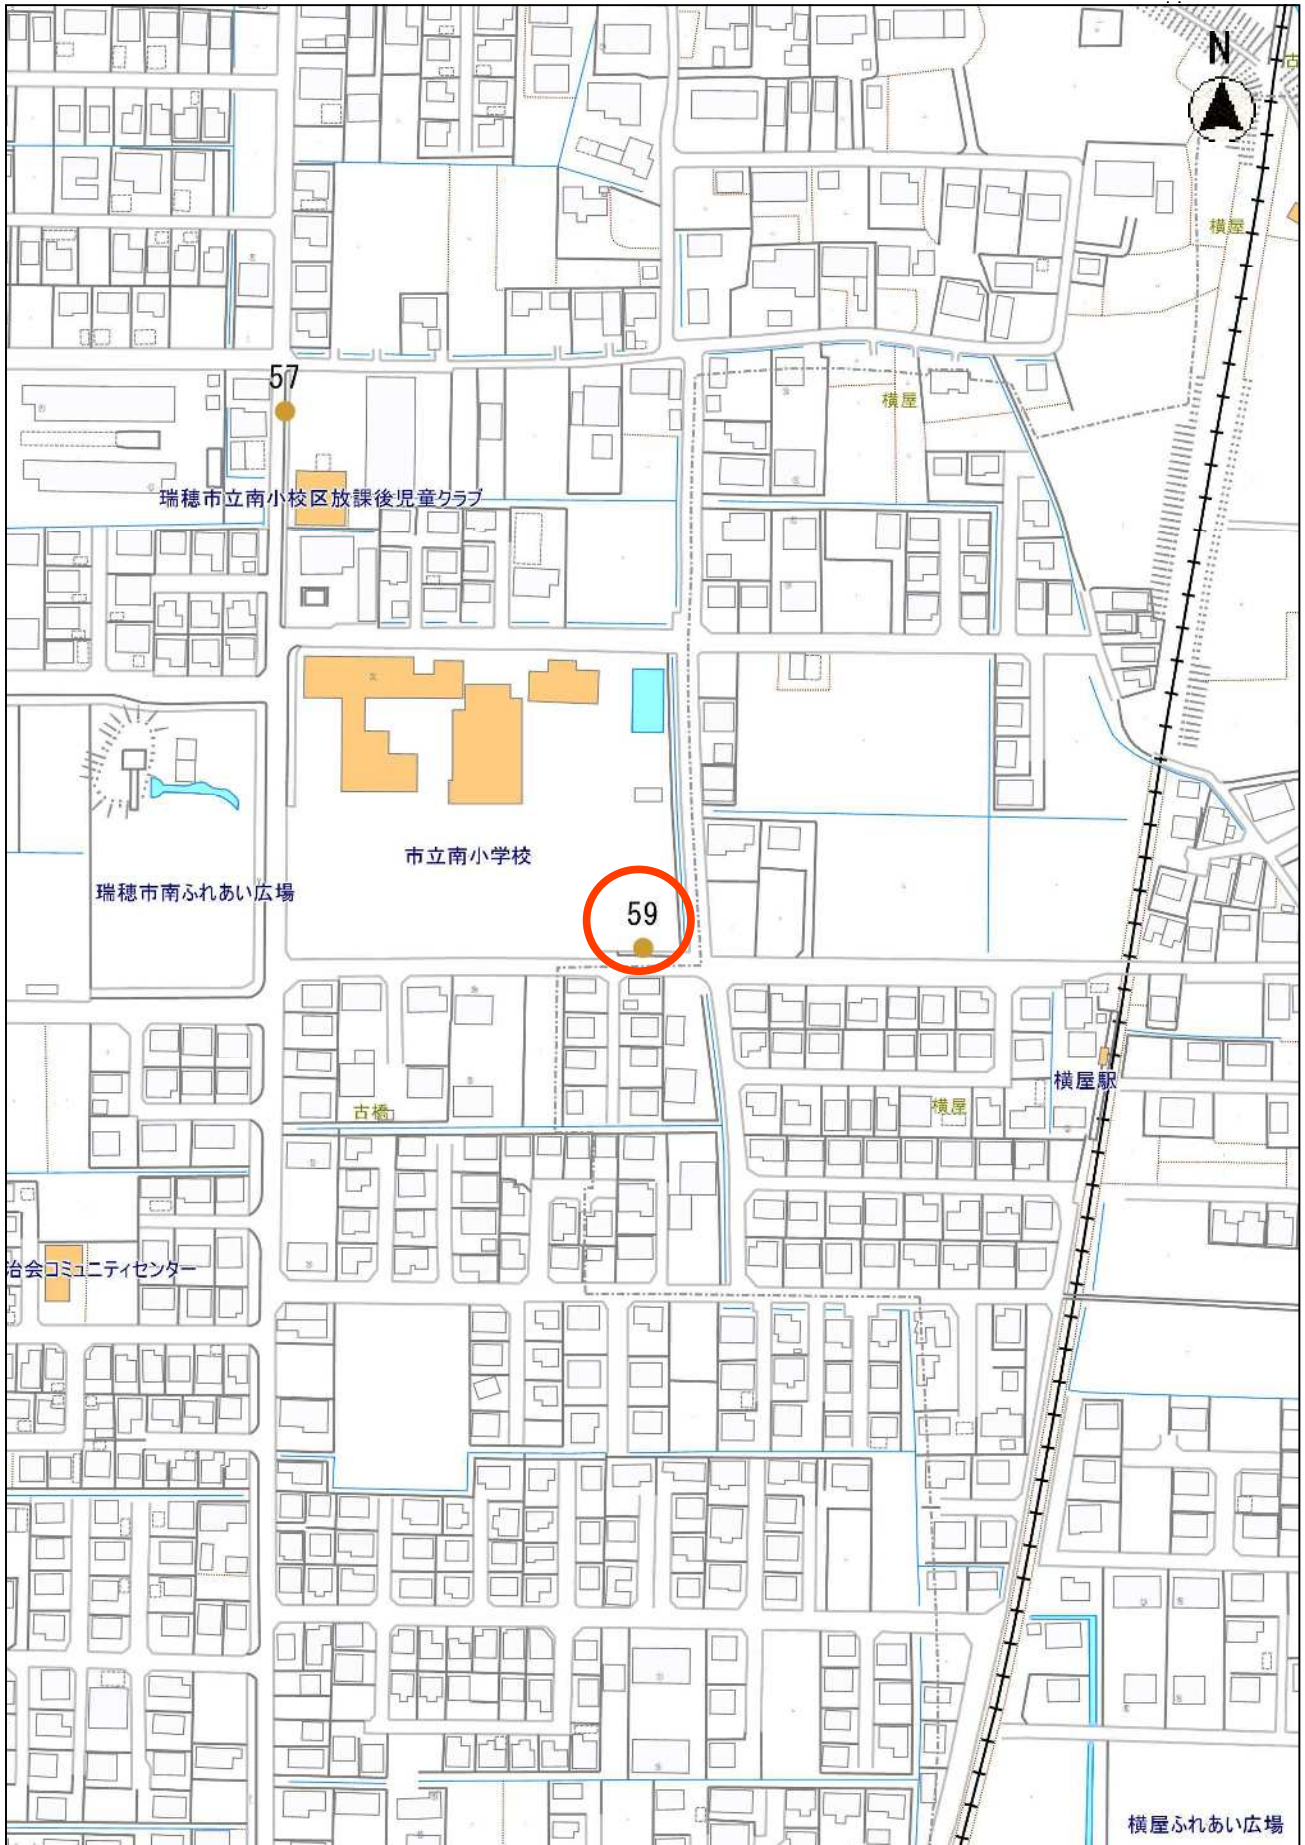 N
古
横屋
57
横屋
瑞穂市立南小校区放課後児童クラブ
市立南小学校
瑞穂市南ふれあい広場
59
横屋駅
古橋
横屋
治会コミュニティセンター
横屋ふれあい広場